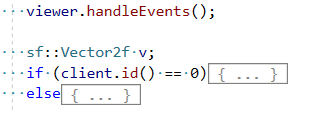 viewer.handleEvents();
sf::Vector2f v;
if (client.id() == 0){ ... }
else{ ... }